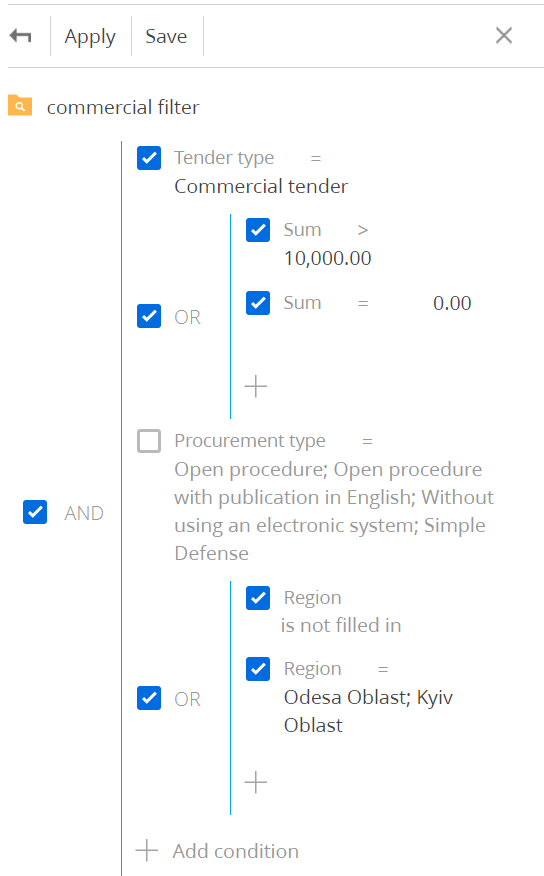 Apply Save
commercial filter
Tender type =
Commercial tender
Sum >
10,000.00
Sum = 0.00
OR
Procurement type =
Open procedure; Open procedure
with publication in English; Without
using an electronic system; Simple
Defense
AND
Region
is not filled in
Region =
Odesa Oblast; Kyiv
Oblast
OR
Add condition